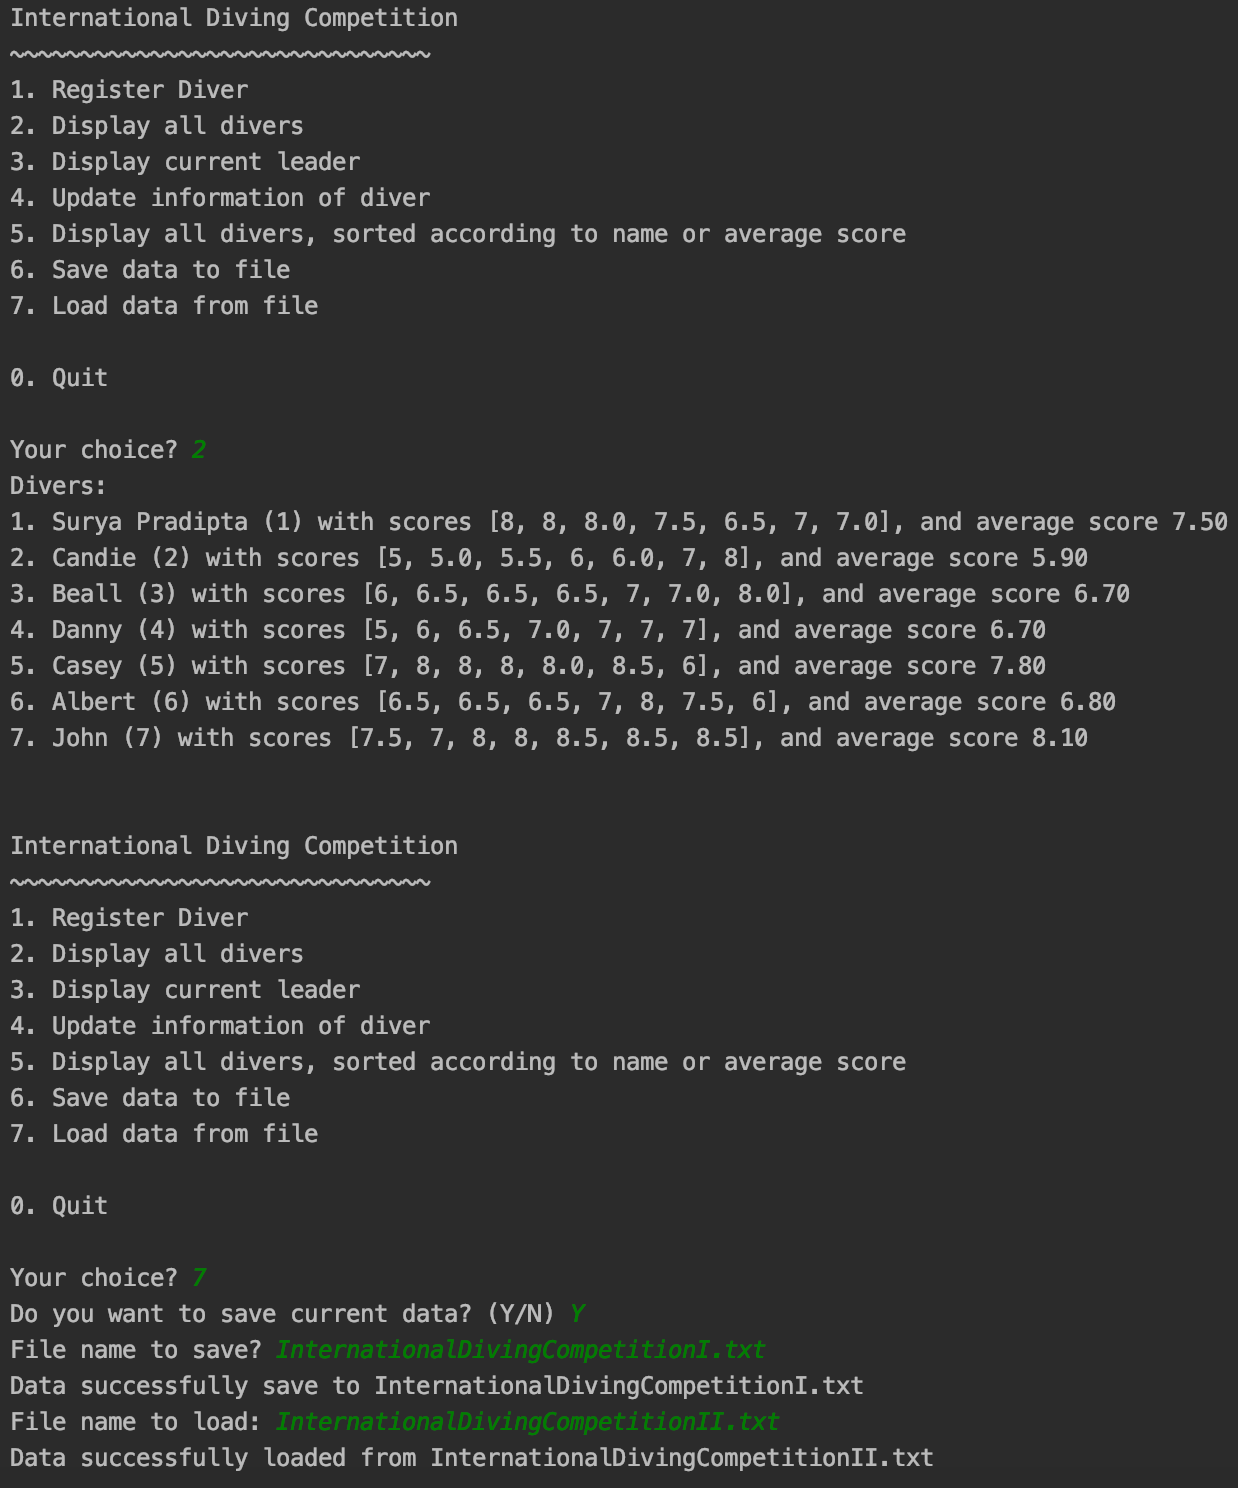 International Diving Competition
~~~~~~~~~~~~~~~~~~~~~~~~~~~~~~
1. Register Diver
2. Display all divers
3. Display current leader
4. Update information of diver
5. Display all divers, sorted according to name or average score
6. Save data to file
7. Load data from file
0. Quit
Your choice? 2
Divers:
1. Surya Pradipta (1) with scores [8, 8, 8.0, 7.5, 6.5, 7, 7.0], and average score 7.50
2. Candie (2) with scores [5, 5.0, 5.5, 6, 6.0, 7, 8], and average score 5.90
3. Beall (3) with scores [6, 6.5, 6.5, 6.5, 7, 7.0, 8.0], and average score 6.70
4. Danny (4) with scores [5, 6, 6.5, 7.0, 7, 7, 7], and average score 6.70
5. Casey (5) with scores [7, 8, 8, 8, 8.0, 8.5, 6], and average score 7.80
6. Albert (6) with scores [6.5, 6.5, 6.5, 7, 8, 7.5, 6], and average score 6.80
7. John (7) with scores [7.5, 7, 8, 8, 8.5, 8.5, 8.5], and average score 8.10
International Diving Competition
~~~~~~~~~~~~~~~~~~~~~~~~~~~~~~
1. Register Diver
2. Display all divers
3. Display current leader
4. Update information of diver
5. Display all divers, sorted according to name or average score
6. Save data to file
7. Load data from file
0. Quit
Your choice? 7
Do you want to save current data? (Y/N) Y
File name to save? InternationalDivingCompetitionI.txt
Data successfully save to InternationalDivingCompetitionI.txt
File name to load: InternationalDivingCompetitionII.txt
Data successfully loaded from InternationalDivingCompetitionII.txt